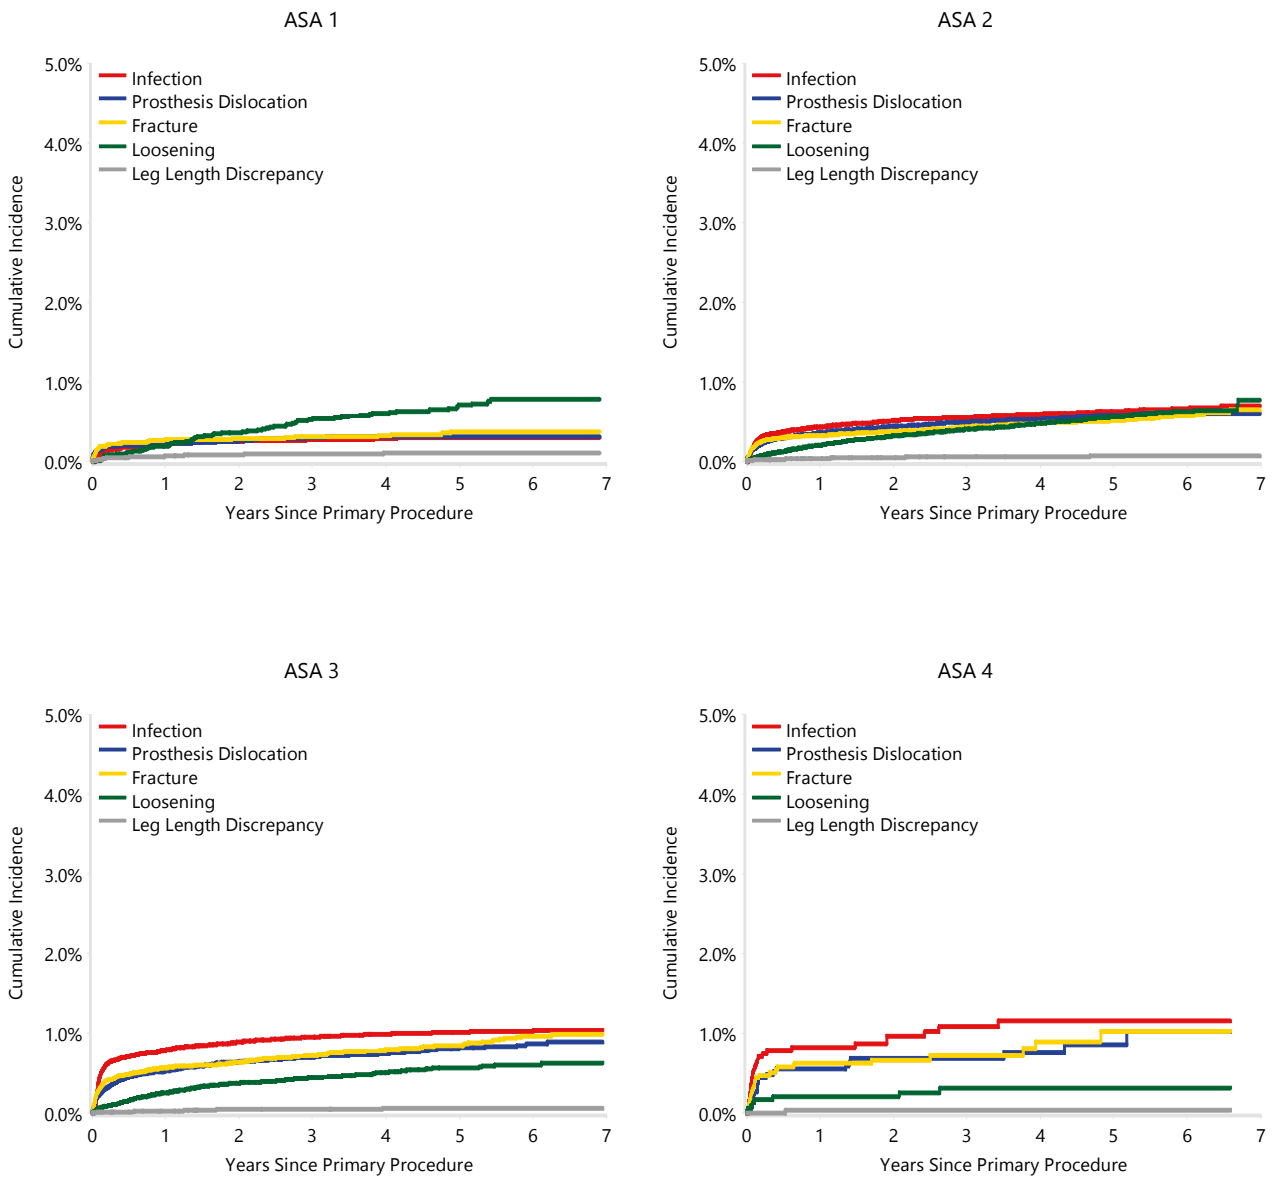 ASA 1
5.0%
4.0%
3.0%
2.0%
1.0%
0.0%
Cumulative Incidence
Infection
Prosthesis Dislocation
Fracture
Loosening
Leg Length Discrepancy
0 1 2 3 4 5 6 7
Years Since Primary Procedure
ASA 2
5.0%
4.0%
3.0%
2.0%
1.0%
0.0%
Cumulative Incidence
Infection
Prosthesis Dislocation
Fracture
Loosening
Leg Length Discrepancy
0 1 2 3 4 5 6 7
Years Since Primary Procedure
ASA 3
5.0%
4.0%
3.0%
2.0%
1.0%
0.0%
Cumulative Incidence
Infection
Prosthesis Dislocation
Fracture
Loosening
Leg Length Discrepancy
0 1 2 3 4 5 6 7
Years Since Primary Procedure
ASA 4
5.0%
4.0%
3.0%
2.0%
1.0%
0.0%
Cumulative Incidence
Infection
Prosthesis Dislocation
Fracture
Loosening
Leg Length Discrepancy
0 1 2 3 4 5 6 7
Years Since Primary Procedure